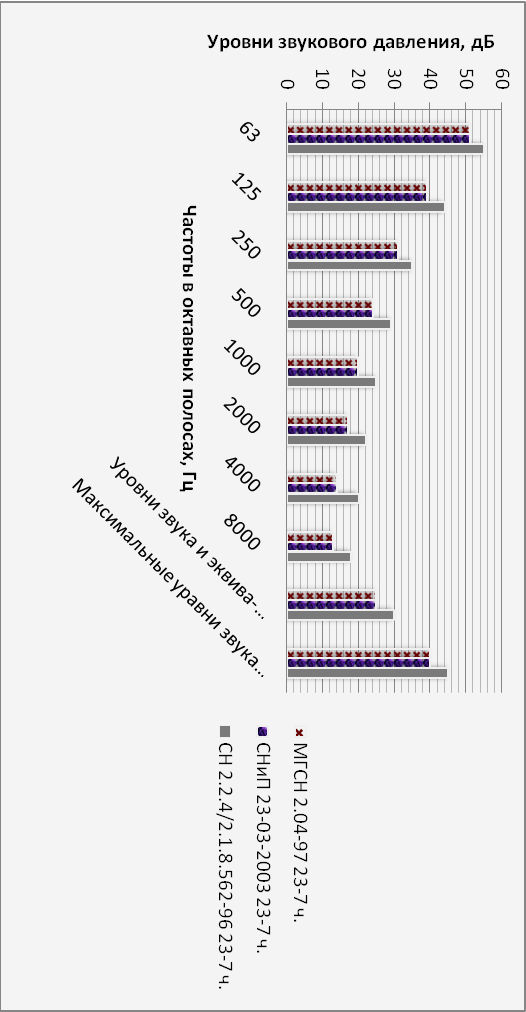 Уровни звукового давления, дБ
60
50
40
30
20
10
0
63
125
250
500
1000
2000
4000
8000
Уровни звука и эквива-...
Максимальные уравни звука...
Частоты в октавных полосах, Гц
МГСН 2.04-97 23-7 ч.
СНиП 23-03-2003 23-7 ч.
СН 2.2.4/2.1.8.562-96 23-7 ч.